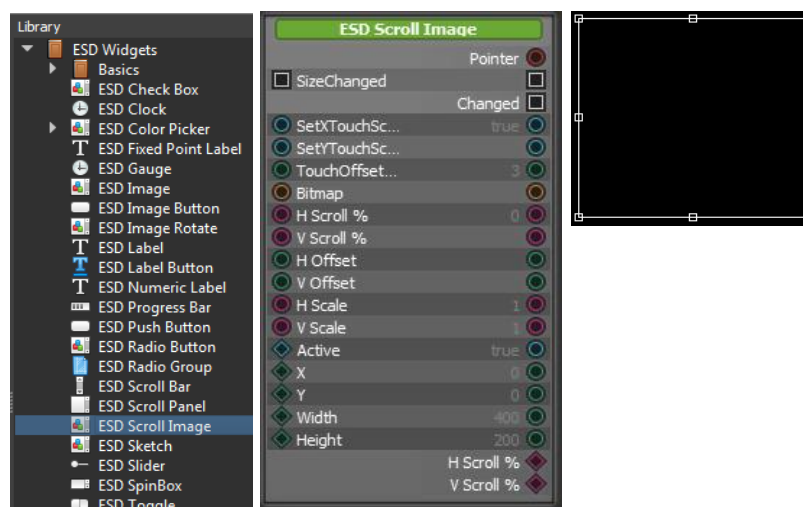 Library
ESD Widgets
Basics
ESD Check Box
ESD Clock
ESD Color Picker
ESD Fixed Point Label
ESD Gauge
ESD Image
ESD Image Button
ESD Image Rotate
ESD Label
ESD Label Button
ESD Numeric Label
ESD Progress Bar
ESD Push Button
ESD Radio Button
ESD Radio Group
ESD Scroll Bar
ESD Scroll Panel
ESD Scroll Image
ESD Sketch
ESD Slider
ESD SpinBox
ESD Toggle
ESD Scroll Image
Pointer
SizeChanged
Changed
SetXTouchSc... true
SetYTouchSc...
TouchOffset... 3
Bitmap
H Scroll % 0
V Scroll %
H Offset
V Offset
H Scale 1
V Scale 1
Active true
X 0
Y 0
Width 400
Height 200
H Scroll %
V Scroll %